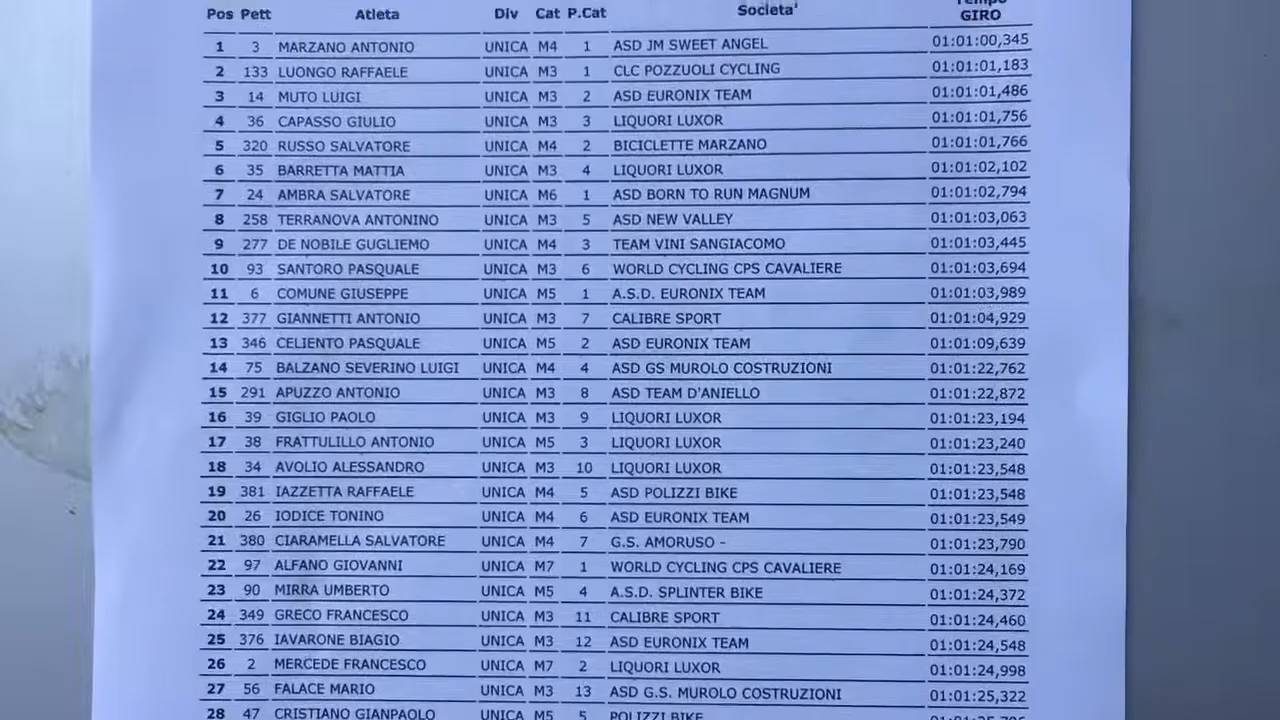 Pos Pett Atleta Div Cat P.Cat Societa' Tempo GIRO
1 3 MARZANO ANTONIO UNICA M4 1 ASD JM SWEET ANGEL 01:01:00,345
2 133 LUONGO RAFFAELE UNICA M3 1 CLC POZZUOLI CYCLING 01:01:01,183
3 14 MUTO LUIGI UNICA M3 2 ASD EURONIX TEAM 01:01:01,486
4 36 CAPASSO GIULIO UNICA M3 3 LIQUORI LUXOR 01:01:01,756
5 320 RUSSO SALVATORE UNICA M4 2 BICICLETTE MARZANO 01:01:01,766
6 35 BARRETTA MATTIA UNICA M3 4 LIQUORI LUXOR 01:01:02,102
7 24 AMBRA SALVATORE UNICA M6 1 ASD BORN TO RUN MAGNUM 01:01:02,794
8 258 TERRANOVA ANTONINO UNICA M3 5 ASD NEW VALLEY 01:01:03,063
9 277 DE NOBILE GUGLIEMO UNICA M4 3 TEAM VINI SANGIACOMO 01:01:03,445
10 93 SANTORO PASQUALE UNICA M3 6 WORLD CYCLING CPS CAVALIERE 01:01:03,694
11 6 COMUNE GIUSEPPE UNICA M5 1 A.S.D. EURONIX TEAM 01:01:03,989
12 377 GIANNETTI ANTONIO UNICA M3 7 CALIBRE SPORT 01:01:04,929
13 346 CELIENTO PASQUALE UNICA M5 2 ASD EURONIX TEAM 01:01:09,639
14 75 BALZANO SEVERINO LUIGI UNICA M4 4 ASD GS MUROLO COSTRUZIONI 01:01:22,762
15 291 APUZZO ANTONIO UNICA M3 8 ASD TEAM D'ANIELLO 01:01:22,872
16 39 GIGLIO PAOLO UNICA M3 9 LIQUORI LUXOR 01:01:23,194
17 38 FRATTULILLO ANTONIO UNICA M5 3 LIQUORI LUXOR 01:01:23,240
18 34 AVOLIO ALESSANDRO UNICA M3 10 LIQUORI LUXOR 01:01:23,548
19 381 IAZZETTA RAFFAELE UNICA M4 5 ASD POLIZZI BIKE 01:01:23,548
20 26 IODICE TONINO UNICA M4 6 ASD EURONIX TEAM 01:01:23,549
21 380 CIARAMELLA SALVATORE UNICA M4 7 G.S. AMORUSO - 01:01:23,790
22 97 ALFANO GIOVANNI UNICA M7 1 WORLD CYCLING CPS CAVALIERE 01:01:24,169
23 90 MIRRA UMBERTO UNICA M5 4 A.S.D. SPLINTER BIKE 01:01:24,372
24 349 GRECO FRANCESCO UNICA M3 11 CALIBRE SPORT 01:01:24,460
25 376 IAVARONE BIAGIO UNICA M3 12 ASD EURONIX TEAM 01:01:24,548
26 2 MERCEDE FRANCESCO UNICA M7 2 LIQUORI LUXOR 01:01:24,998
27 56 FALACE MARIO UNICA M3 13 ASD G.S. MUROLO COSTRUZIONI 01:01:25,322
28 47 CRISTIANO GIANPAOLO UNICA M5 5 POLIZZI BIKE